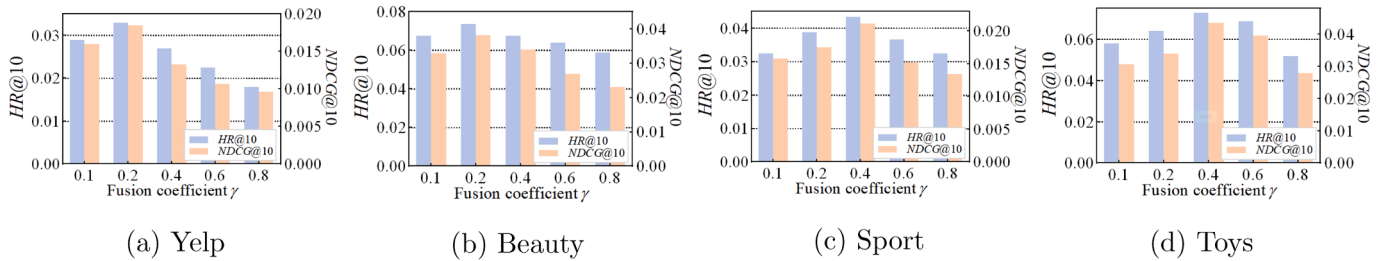 HR@10
0.03
0.02
0.01
0.00
0.020
0.015
0.010
0.005
0.000
NDCG@10
HR@10
NDCG@10
0.1 0.2 0.4 0.6 0.8
Fusion coefficient γ
(a) Yelp
HR@10
0.08
0.06
0.04
0.02
0.00
0.04
0.03
0.02
0.01
0.00
NDCG@10
HR@10
NDCG@10
0.1 0.2 0.4 0.6 0.8
Fusion coefficient γ
(b) Beauty
HR@10
0.04
0.03
0.02
0.01
0.00
0.020
0.015
0.010
0.005
0.000
NDCG@10
HR@10
NDCG@10
0.1 0.2 0.4 0.6 0.8
Fusion coefficient γ
(c) Sport
HR@10
0.06
0.04
0.02
0.00
0.04
0.03
0.02
0.01
0.00
NDCG@10
HR@10
NDCG@10
0.1 0.2 0.4 0.6 0.8
Fusion coefficient γ
(d) Toys